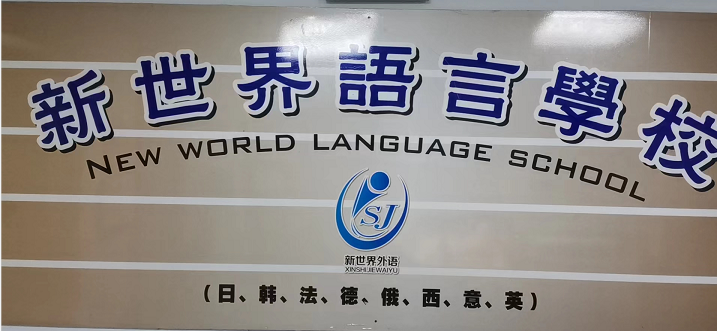 新世界語言學校
NEW WORLD LANGUAGE SCHOOL
SJ
新世界外语
XINSHIJIEWAIYU
(日、韩、法、德、俄、西、意、英)